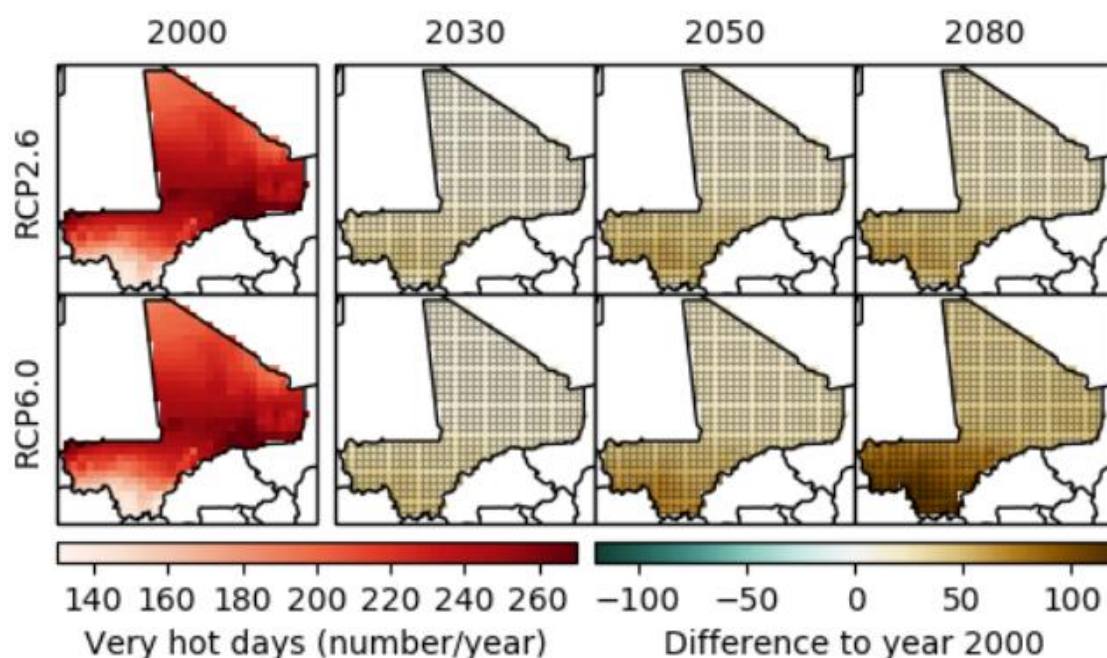 2000 2030 2050 2080
RCP2.6
RCP6.0
140 160 180 200 220 240 260 −100 −50 0 50 100
Very hot days (number/year) Difference to year 2000